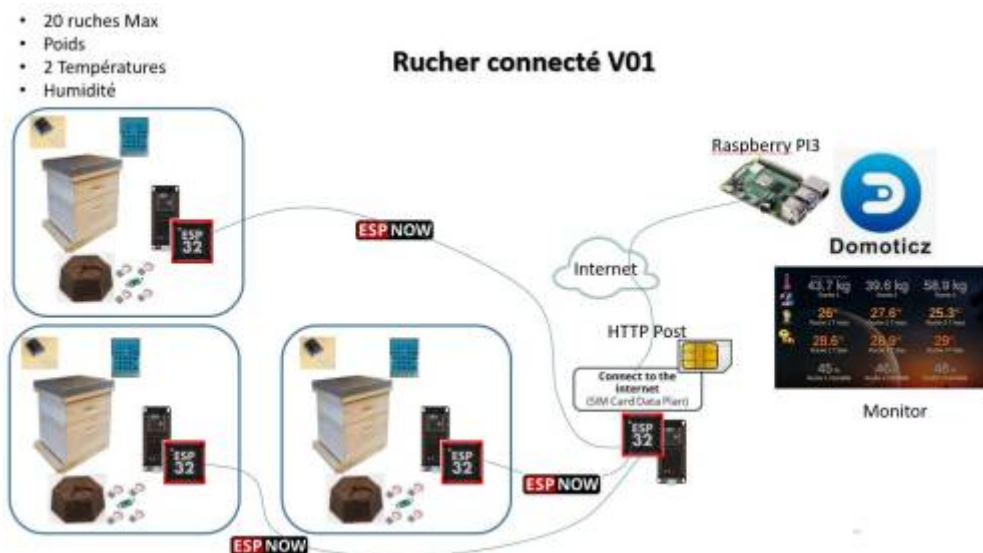 20 ruches Max
Poids
2 Températures
Humidité
Rucher connecté V01
Raspberry PI3
Domoticz
ESP NOW
Internet
HTTP Post
Connect to the
internet
(SIM Card Data Plan)
ESP
32
ESP
32
ESP
32
ESP
32
ESP NOW
ESP NOW
43.7 kg 39.6 kg 58.9 kg
26° 27.6° 25.3°
28.6° 28.9° 29°
45 46 46
Monitor